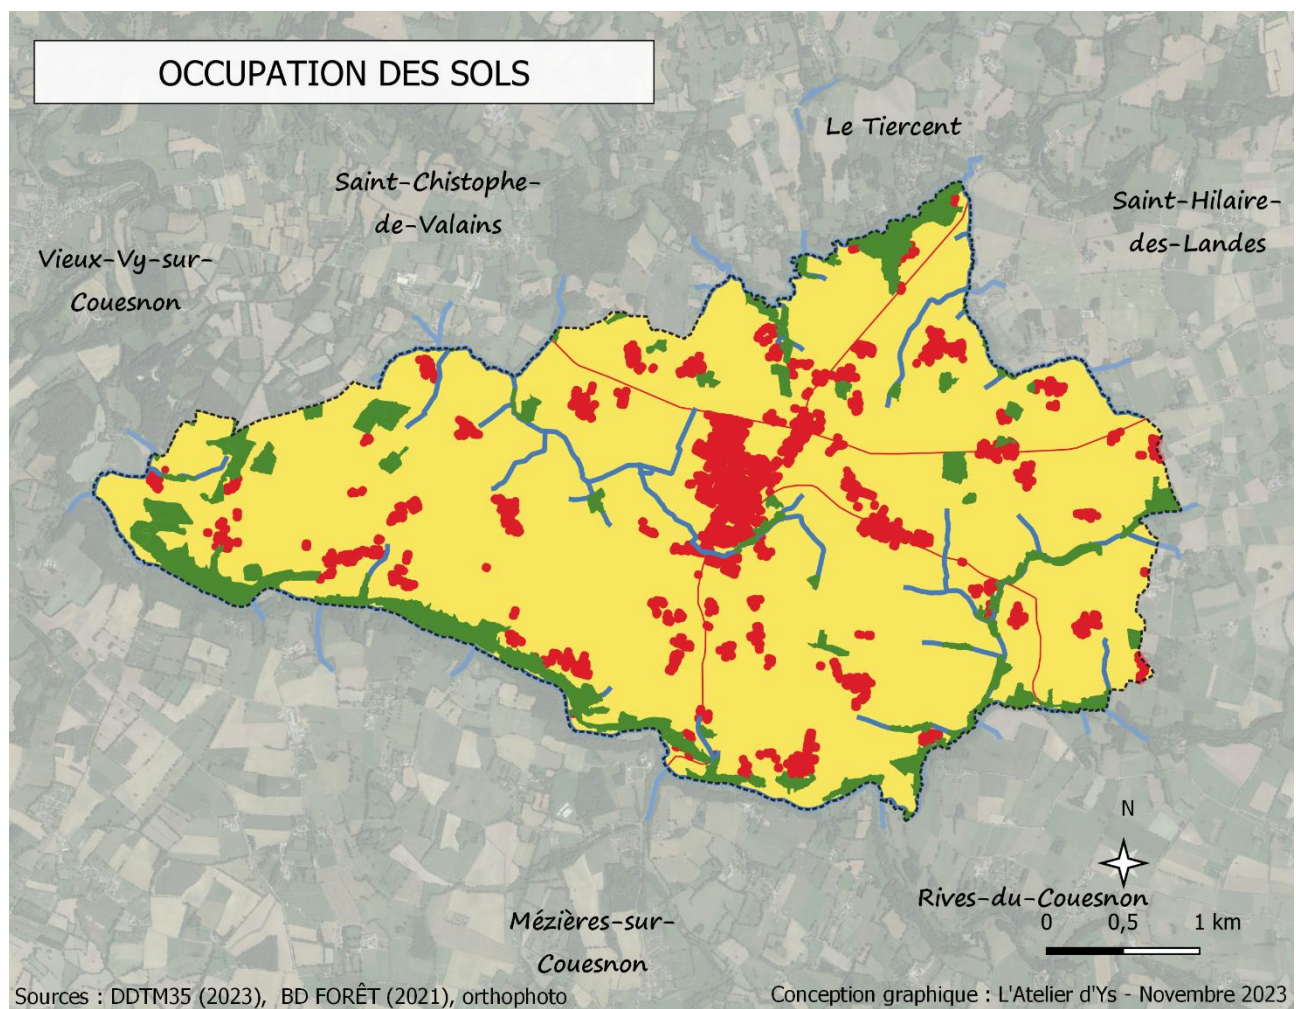 OCCUPATION DES SOLS
Le Tiercent
Saint-Chistophe-
de-Valains
Saint-Hilaire-
des-Landes
Vieux-Vy-sur-
Couesnon
N
Rives-du-Couesnon
0 0,5 1 km
Mézières-sur-
Couesnon
Sources : DDTM35 (2023), BD FORÊT (2021), orthophoto
Conception graphique : L'Atelier d'Ys - Novembre 2023